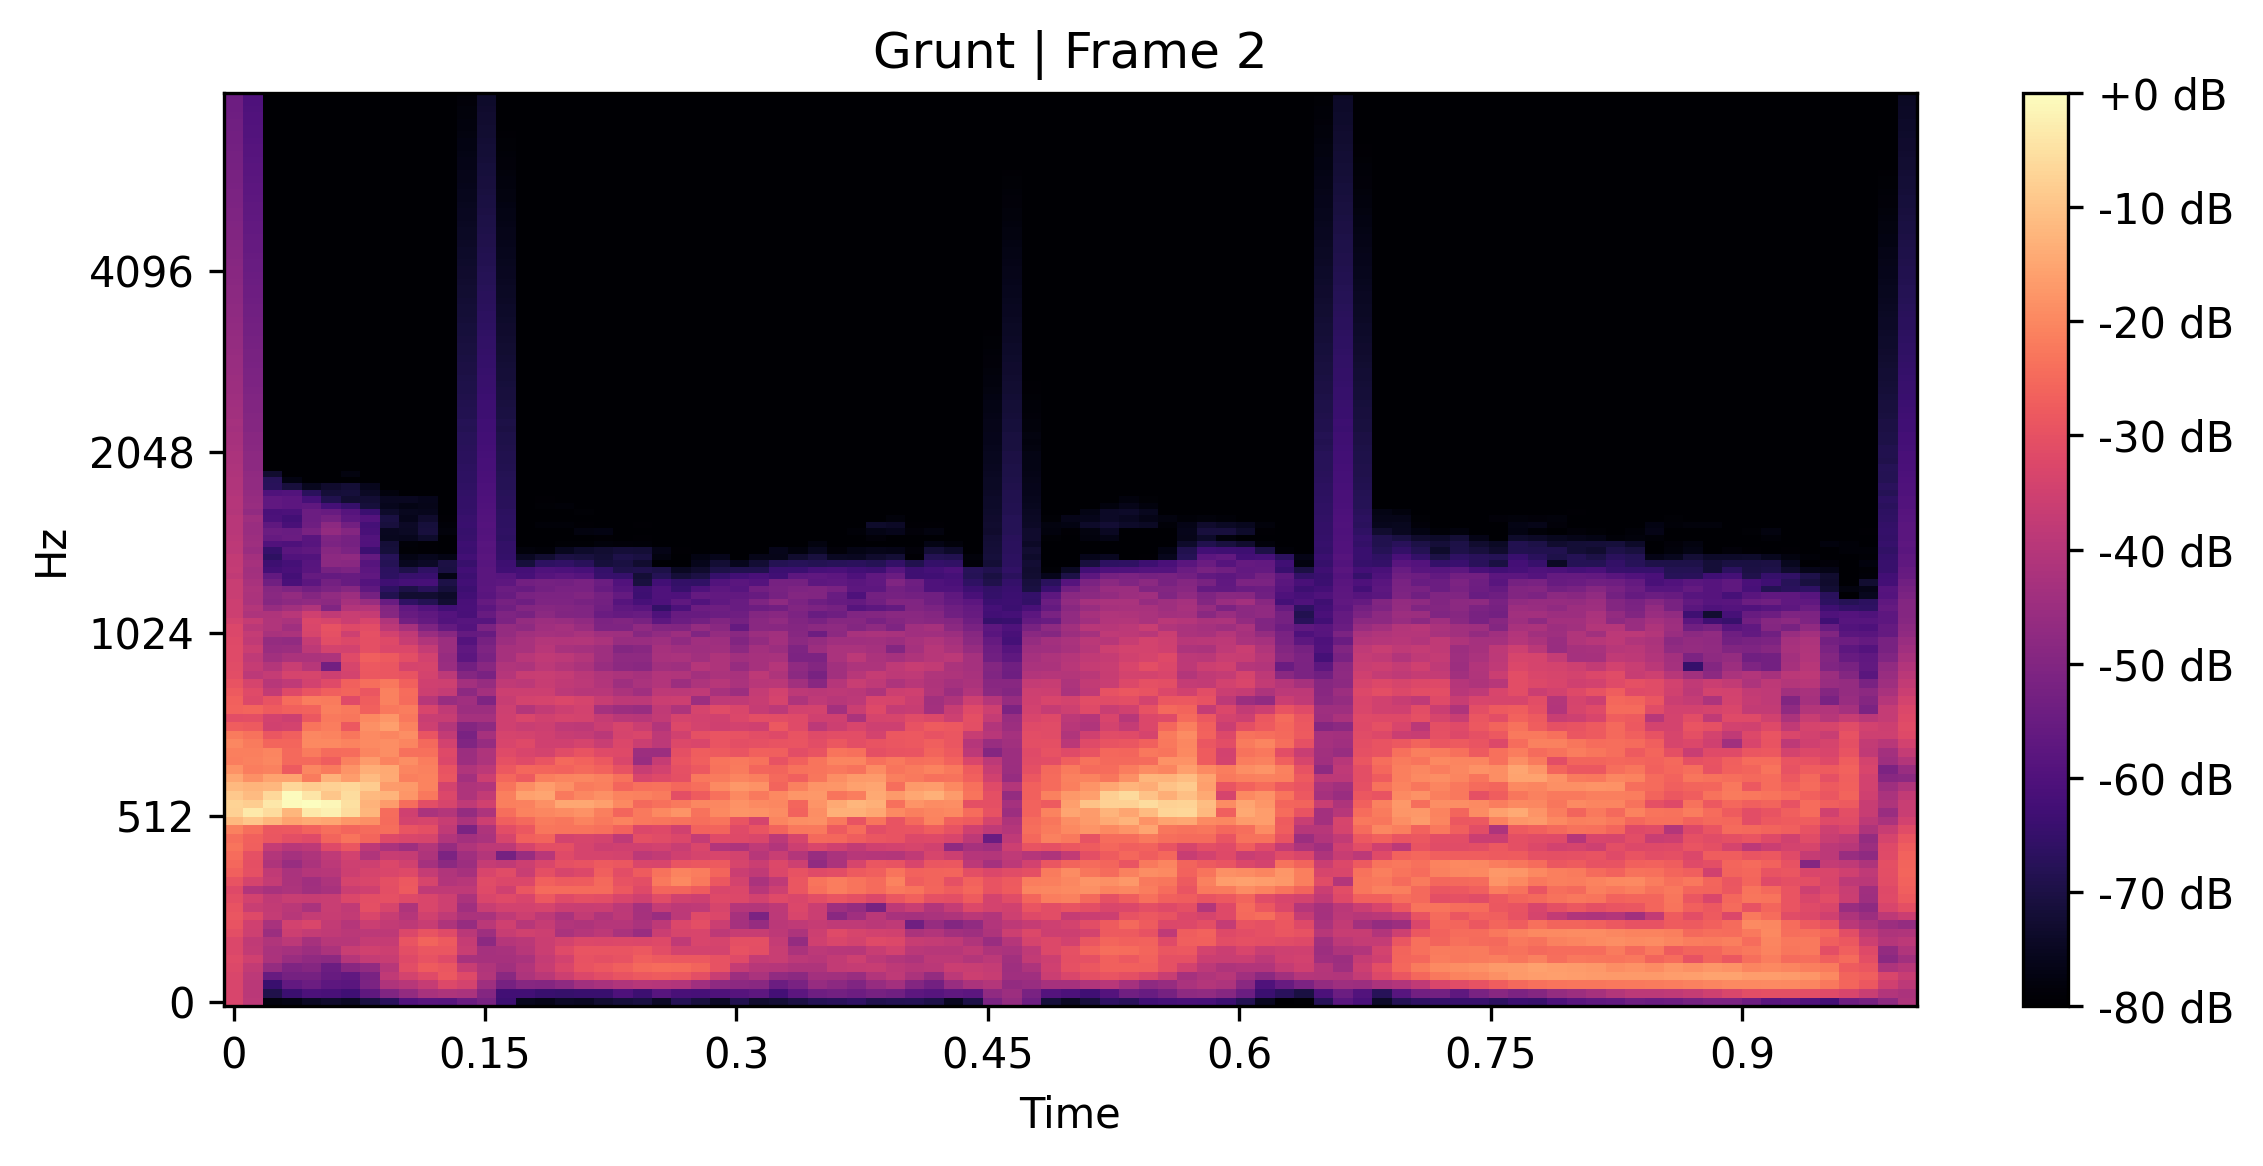 Grunt | Frame 2
+0 dB
-10 dB
-20 dB
-30 dB
-40 dB
-50 dB
-60 dB
-70 dB
-80 dB
Hz
4096
2048
1024
512
0
0 0.15 0.3 0.45 0.6 0.75 0.9
Time